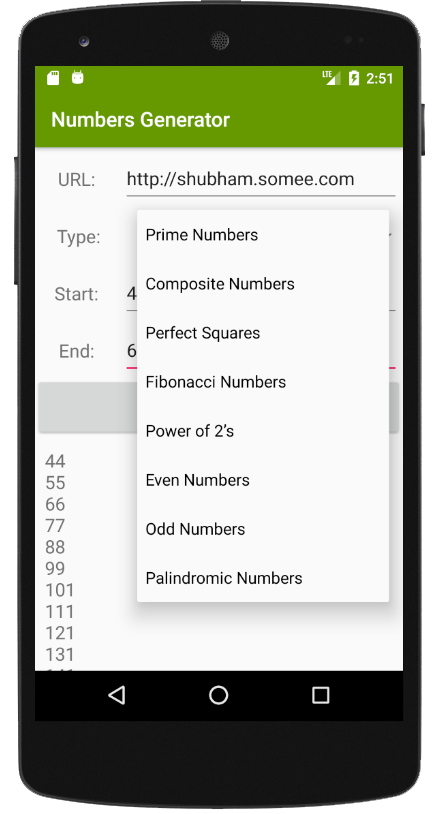 LTE 2:51
Numbers Generator
URL: http://shubham.somee.com
Type:
Prime Numbers
Composite Numbers
Start: 4
Perfect Squares
End: 6
Fibonacci Numbers
Power of 2’s
Even Numbers
Odd Numbers
Palindromic Numbers
44
55
66
77
88
99
101
111
121
131